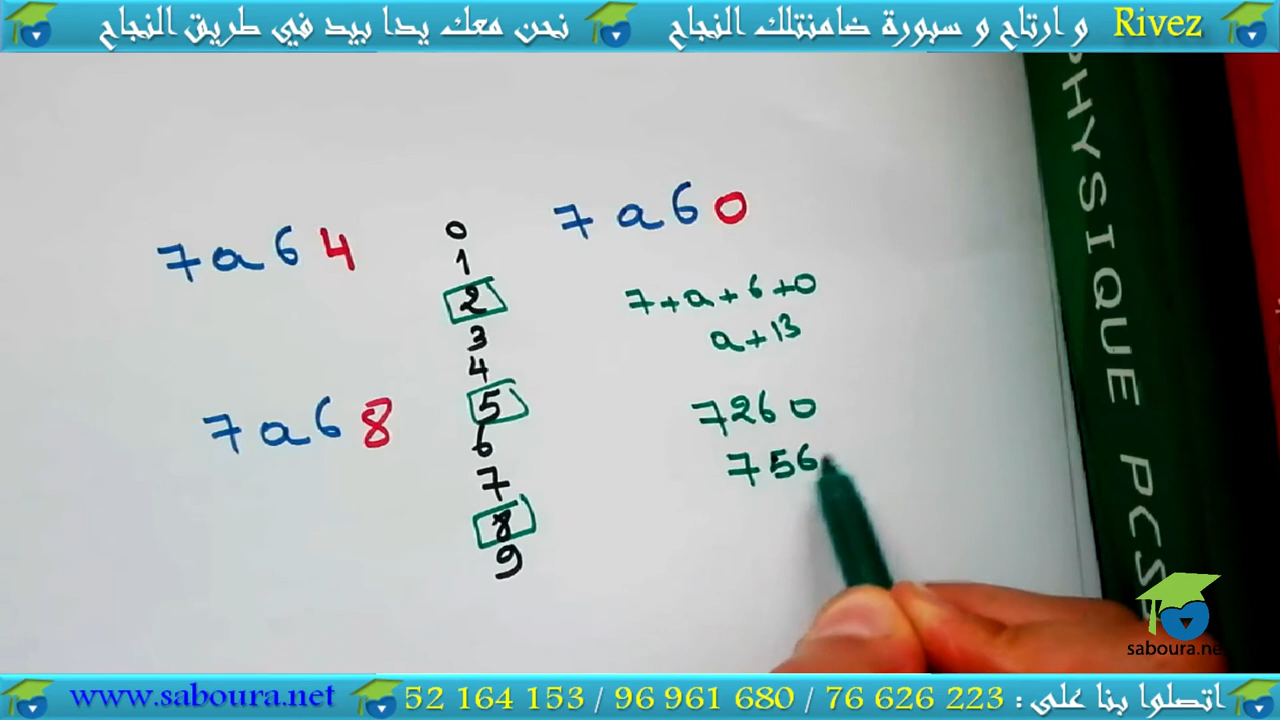 نحن معك يدا بيد في طريق النجاح و ارتاح و سبورة ضامنتلك النجاح Rivez
PHYSIQUE PCS
7a64
7a68
0
1
2
3
4
5
6
7
8
9
7a60
7+a+6+0
a+13
7260
756
saboura.ne
www.saboura.net 52 164 153 / 96 961 680 / 76 626 223 : اتصلوا بنا على